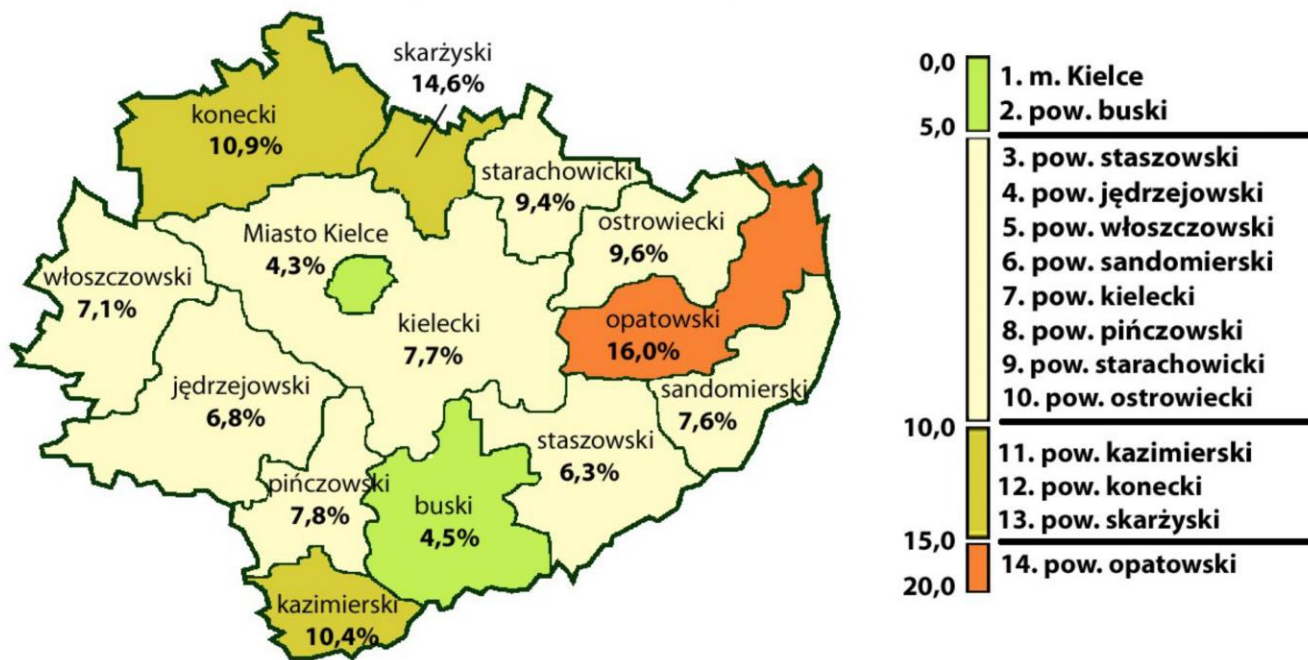 skarżyski
14,6%
konecki
10,9%
starachowicki
9,4%
ostrowiecki
9,6%
Miasto Kielce
4,3%
włoszczowski
7,1%
kielecki
7,7%
opatowski
16,0%
jędrzejowski
6,8%
sandomierski
7,6%
staszowski
6,3%
pińczowski
7,8%
buski
4,5%
kazimierski
10,4%
0,0
1. m. Kielce
2. pow. buski
5,0
3. pow. staszowski
4. pow. jędrzejowski
5. pow. włoszczowski
6. pow. sandomierski
7. pow. kielecki
8. pow. pińczowski
9. pow. starachowicki
10. pow. ostrowiecki
10,0
11. pow. kazimierski
12. pow. konecki
13. pow. skarżyski
15,0
14. pow. opatowski
20,0